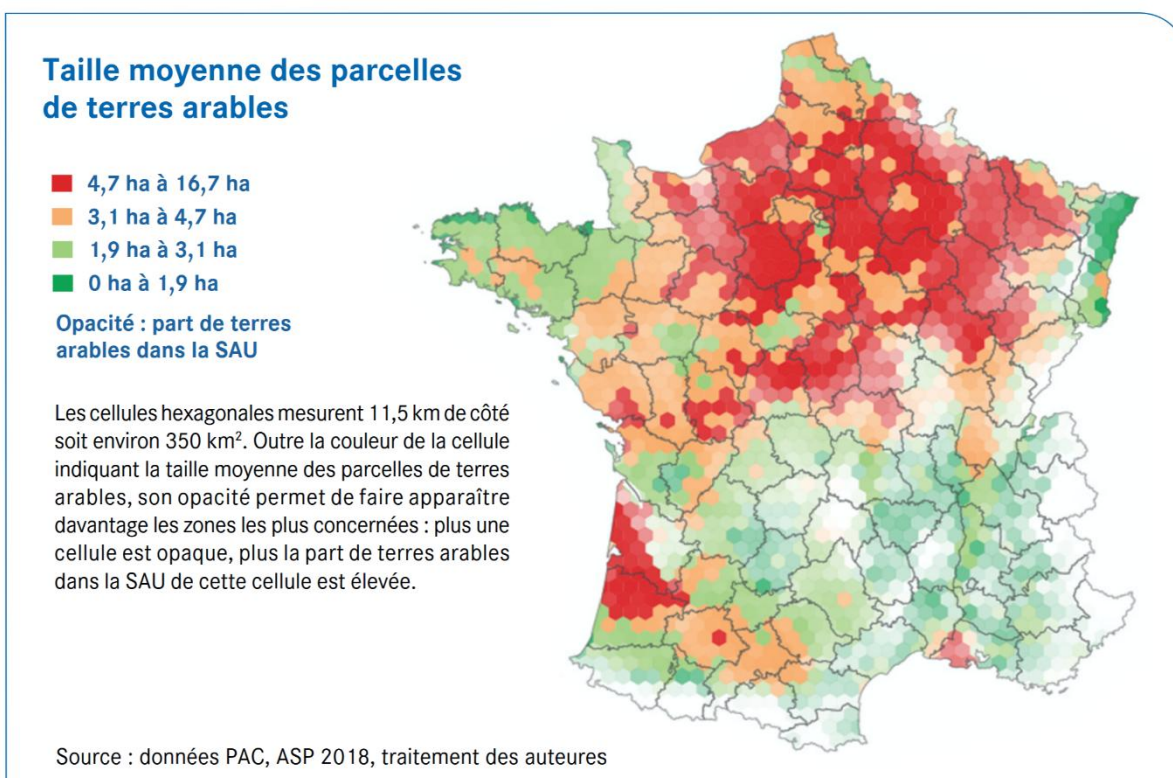 Taille moyenne des parcelles
de terres arables
4,7 ha à 16,7 ha
3,1 ha à 4,7 ha
1,9 ha à 3,1 ha
0 ha à 1,9 ha
Opacité : part de terres
arables dans la SAU
Les cellules hexagonales mesurent 11,5 km de côté
soit environ 350 km². Outre la couleur de la cellule
indiquant la taille moyenne des parcelles de terres
arables, son opacité permet de faire apparaître
davantage les zones les plus concernées : plus une
cellule est opaque, plus la part de terres arables
dans la SAU de cette cellule est élevée.
Source : données PAC, ASP 2018, traitement des auteures